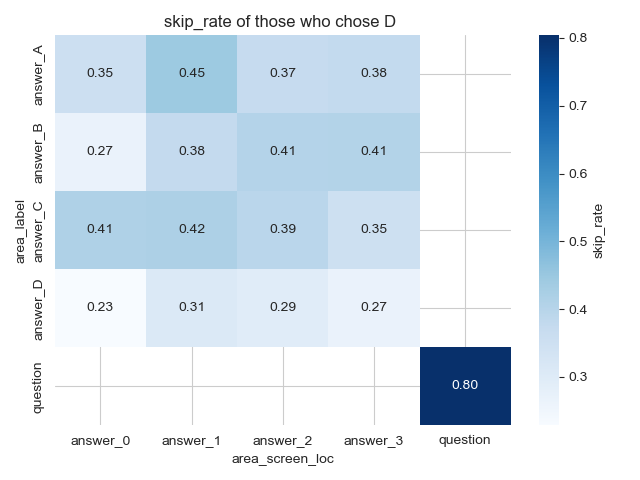 skip_rate of those who chose D
answer_A
0.35 0.45 0.37 0.38
answer_B
0.27 0.38 0.41 0.41
answer_C
0.41 0.42 0.39 0.35
answer_D
0.23 0.31 0.29 0.27
question
0.80
area_label
answer_0 answer_1 answer_2 answer_3 question
area_screen_loc
0.8
0.7
0.6
0.5
0.4
0.3
skip_rate